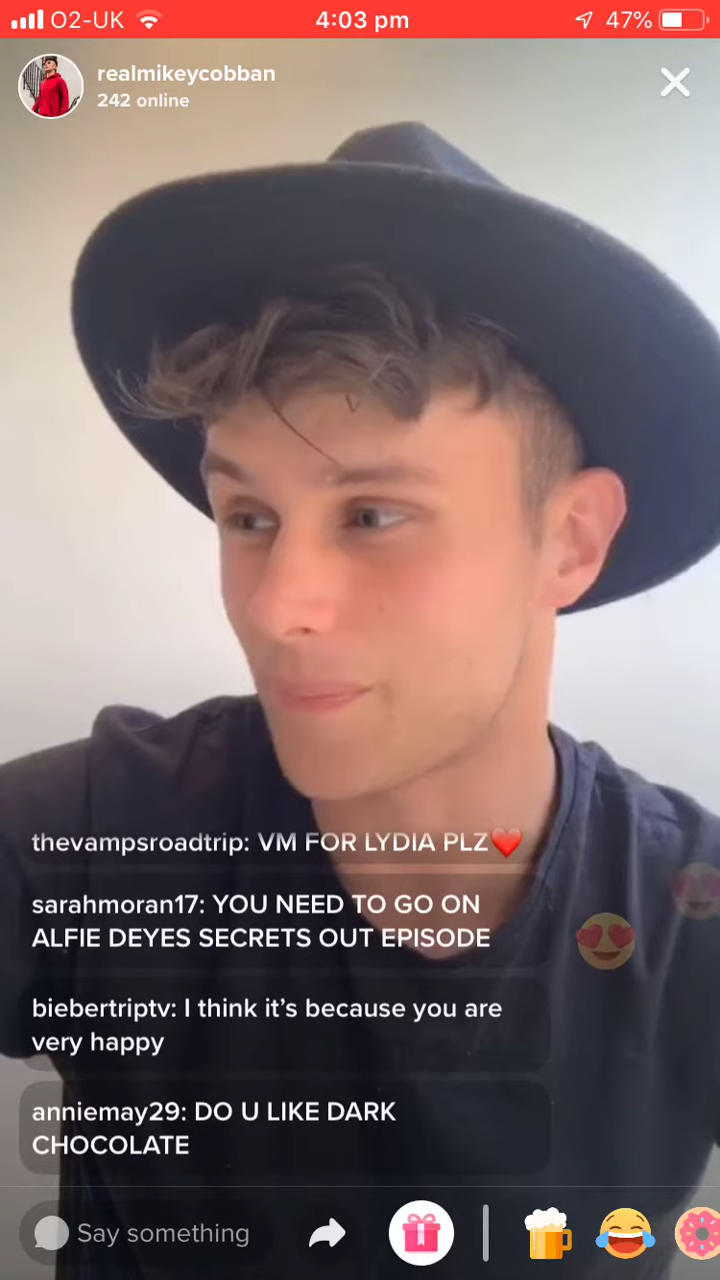 O2-UK 4:03 pm 47%
realmikeycobban
242 online
thevampsroadtrip: VM FOR LYDIA PLZ❤️
sarahmoran17: YOU NEED TO GO ON
ALFIE DEYES SECRETS OUT EPISODE
biebertriptv: I think it’s because you are
very happy
anniemay29: DO U LIKE DARK
CHOCOLATE
Say something